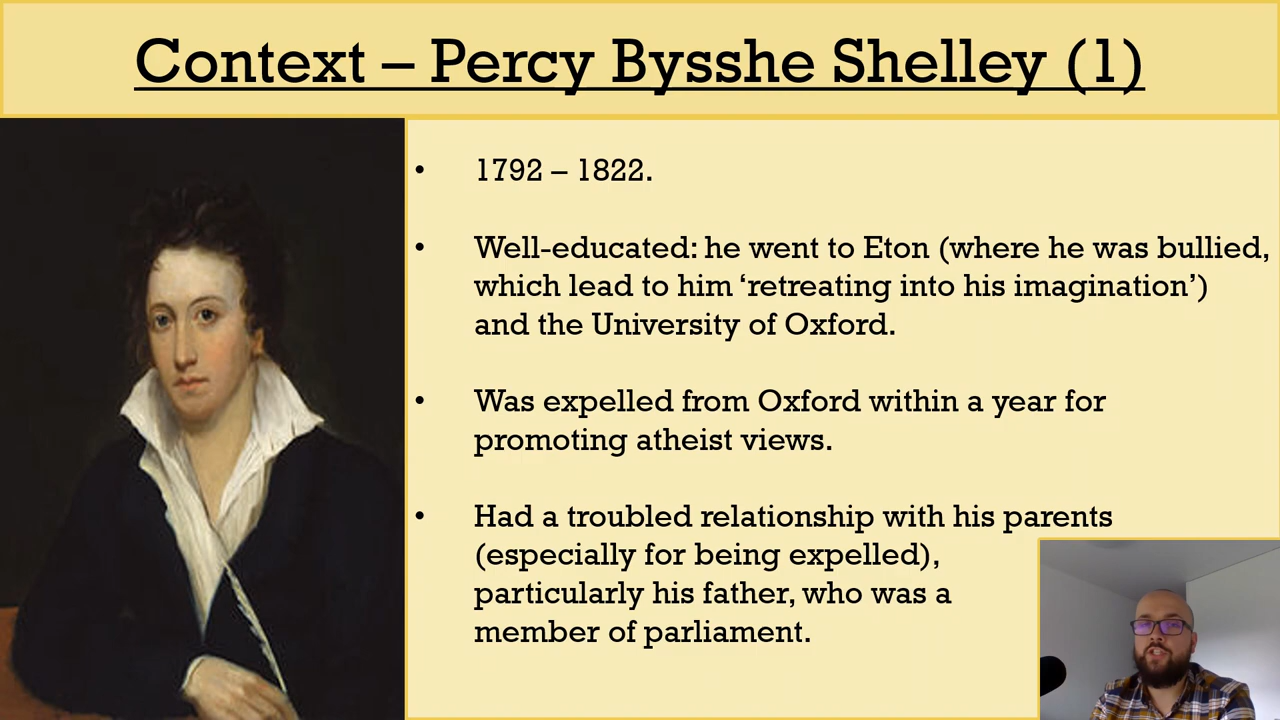 Context – Percy Bysshe Shelley (1)
• 1792 – 1822.
• Well-educated: he went to Eton (where he was bullied,
which lead to him ‘retreating into his imagination’)
and the University of Oxford.
• Was expelled from Oxford within a year for
promoting atheist views.
• Had a troubled relationship with his parents
(especially for being expelled),
particularly his father, who was a
member of parliament.